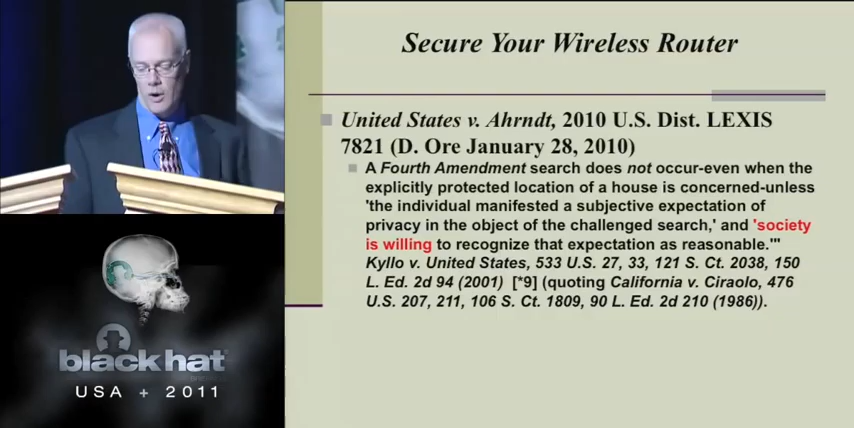 Secure Your Wireless Router
United States v. Ahrndt, 2010 U.S. Dist. LEXIS
7821 (D. Ore January 28, 2010)
A Fourth Amendment search does not occur-even when the
explicitly protected location of a house is concerned-unless
'the individual manifested a subjective expectation of
privacy in the object of the challenged search,' and 'society
is willing to recognize that expectation as reasonable.'"
Kyllo v. United States, 533 U.S. 27, 33, 121 S. Ct. 2038, 150
L. Ed. 2d 94 (2001) [*9] (quoting California v. Ciraolo, 476
U.S. 207, 211, 106 S. Ct. 1809, 90 L. Ed. 2d 210 (1986)).
black hat
USA + 2011